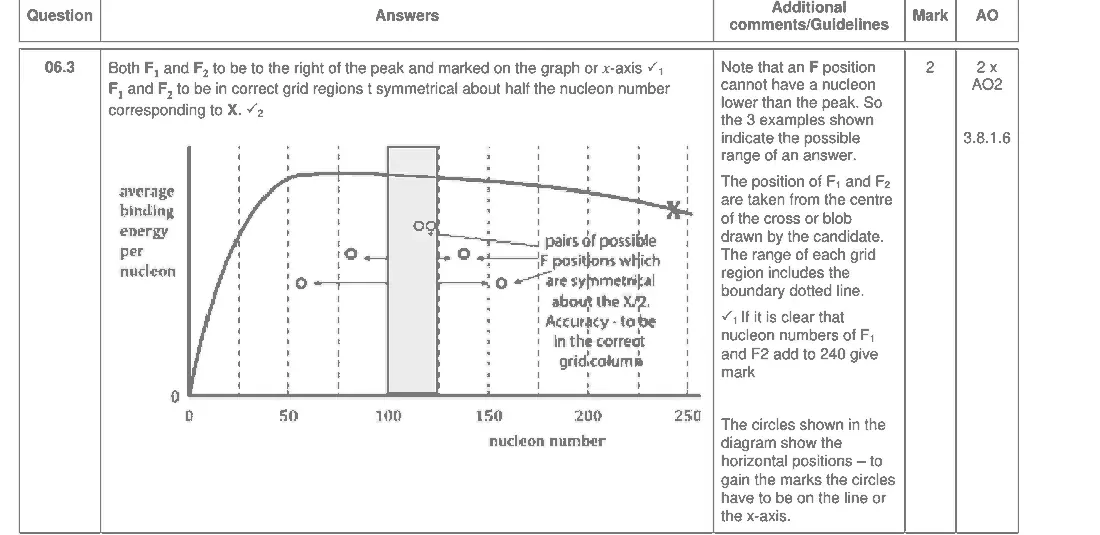 Question
Answers
Additional
comments/Guidelines
Mark
AO
06.3
Both F1 and F2 to be to the right of the peak and marked on the graph or x-axis ✓1
F1 and F2 to be in correct grid regions t symmetrical about half the nucleon number
corresponding to X. ✓2
average
binding
energy
per
nucleon
X
pairs of possible
F positions which
are symmetrical
about the X/2.
Accuracy - to be
in the correct
grid column
0
0
50
100
150
200
250
nucleon number
Note that an F position
cannot have a nucleon
lower than the peak. So
the 3 examples shown
indicate the possible
range of an answer.
The position of F1 and F2
are taken from the centre
of the cross or blob
drawn by the candidate.
The range of each grid
region includes the
boundary dotted line.
✓1 If it is clear that
nucleon numbers of F1
and F2 add to 240 give
mark
The circles shown in the
diagram show the
horizontal positions – to
gain the marks the circles
have to be on the line or
the x-axis.
2
2 x
AO2
3.8.1.6